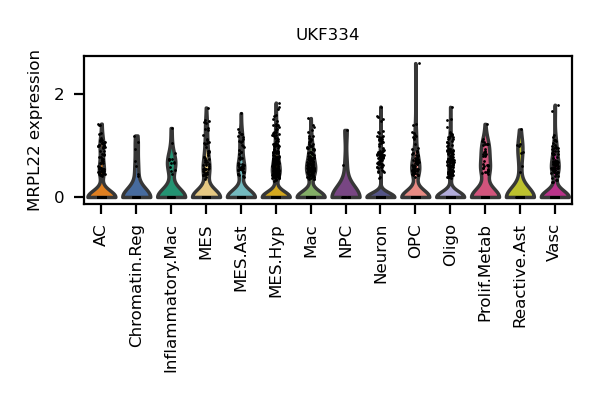 UKF334
MRPL22 expression
2
0
AC
Chromatin.Reg
Inflammatory.Mac
MES
MES.Ast
MES.Hyp
Mac
NPC
Neuron
OPC
Oligo
Prolif.Metab
Reactive.Ast
Vasc